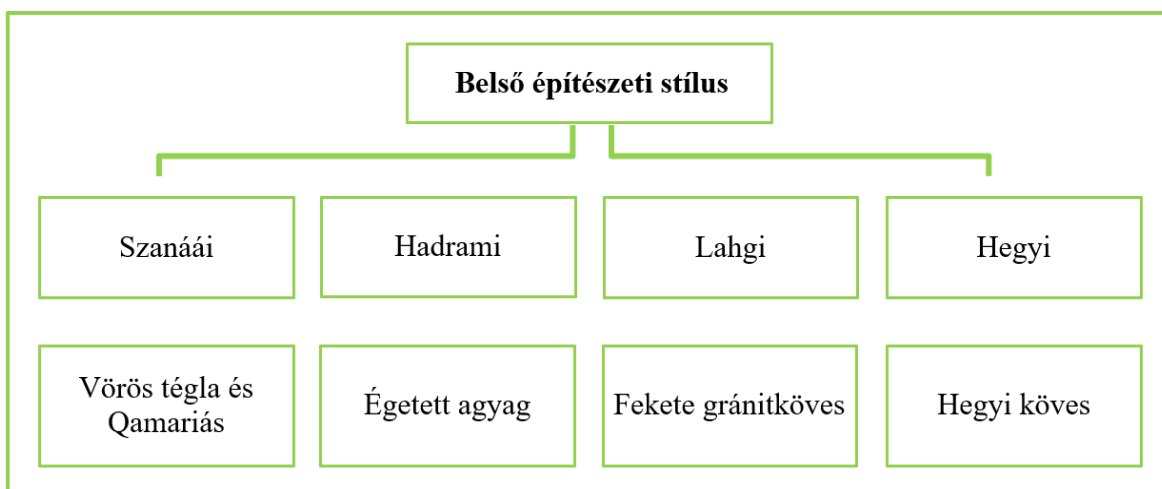 Belső építészeti stílus
Szanáái
Hadrami
Lahgi
Hegyi
Vörös tégla és
Qamariás
Égetett agyag
Fekete gránitköves
Hegyi köves